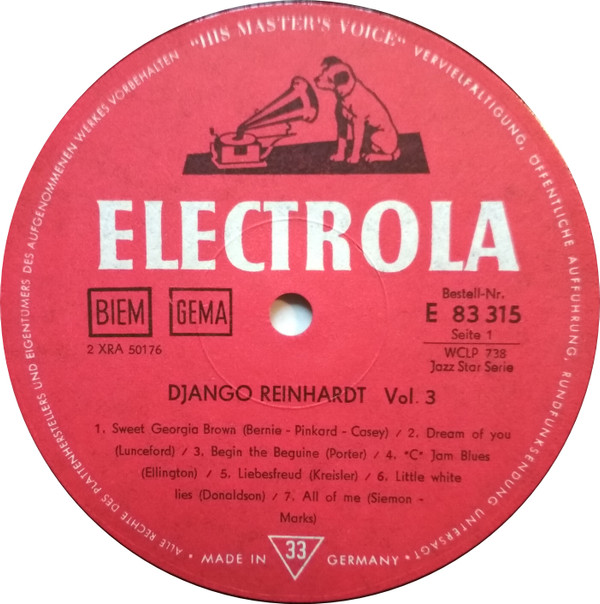 ALLE RECHTE DES PLATTENHERSTELLERS UND EIGENTÜMERS DES AUFGENOMMENEN WERKES VORBEHALTEN "HIS MASTER'S VOICE" VERVIELFÄLTIGUNG, ÖFFENTLICHE AUFFÜHRUNG, RUNDFUNKSENDUNG UNTERSAGT
ELECTROLA
BIEM GEMA
2 XRA 50176
Bestell-Nr.
E 83 315
Seite 1
WCLP 738
Jazz Star Serie
DJANGO REINHARDT Vol. 3
1. Sweet Georgia Brown (Bernie - Pinkard - Casey) / 2. Dream of you
(Lunceford) / 3. Begin the Beguine (Porter) / 4. "C" Jam Blues
(Ellington) / 5. Liebesfreud (Kreisler) / 6. Little white
lies (Donaldson) / 7. All of me (Siemon -
Marks)
• MADE IN 33 GERMANY •